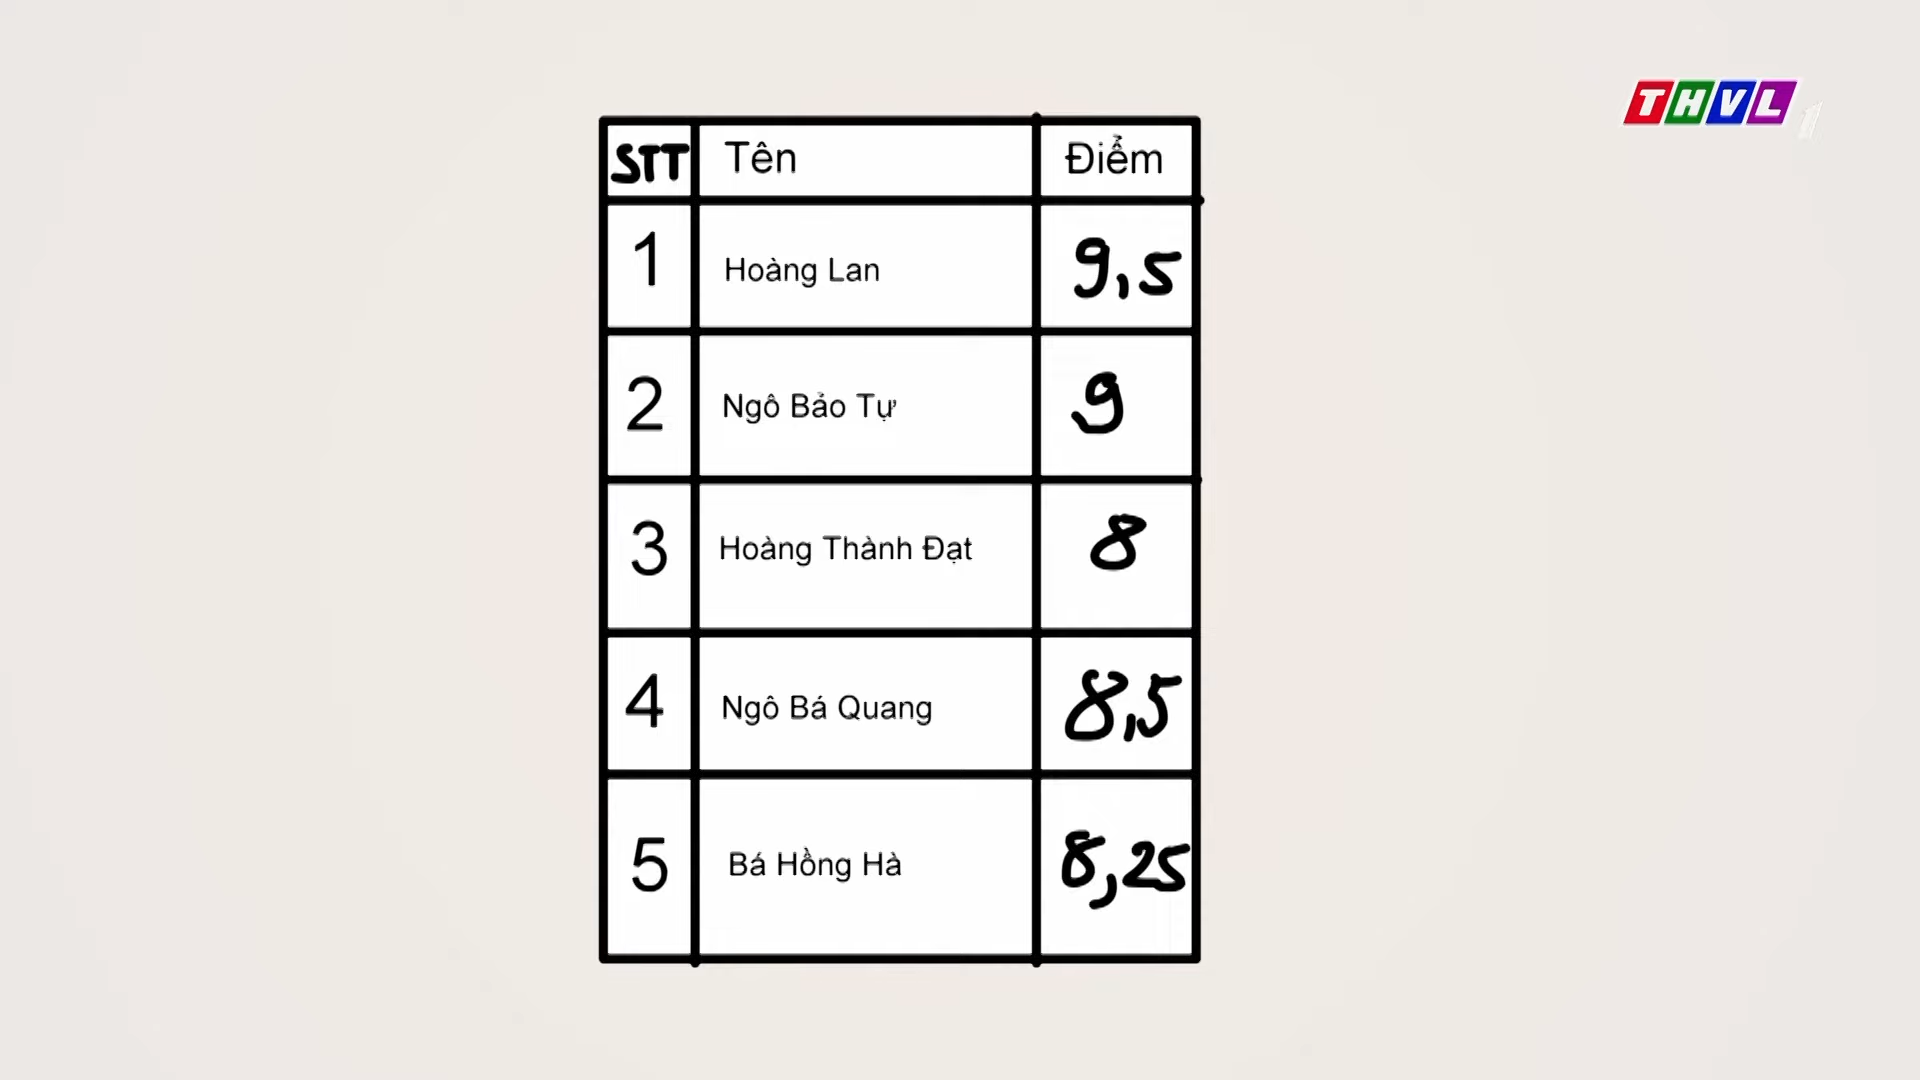 THVL 1
STT Tên Điểm
1 Hoàng Lan 9,5
2 Ngô Bảo Tự 9
3 Hoàng Thành Đạt 8
4 Ngô Bá Quang 8,5
5 Bá Hồng Hà 8,25